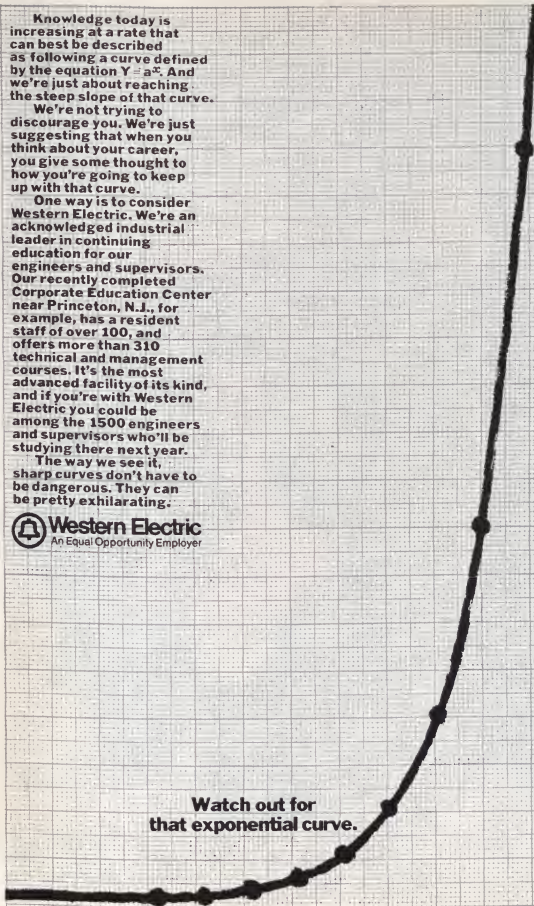 Knowledge today is
increasing at a rate that
can best be described
as following a curve defined
by the equation Y = aˣ. And
we're just about reaching
the steep slope of that curve.
We're not trying to
discourage you. We're just
suggesting that when you
think about your career,
you give some thought to
how you're going to keep
up with that curve.
One way is to consider
Western Electric. We're an
acknowledged industrial
leader in continuing
education for our
engineers and supervisors.
Our recently completed
Corporate Education Center
near Princeton, N.J., for
example, has a resident
staff of over 100, and
offers more than 310
technical and management
courses. It's the most
advanced facility of its kind,
and if you're with Western
Electric you could be
among the 1500 engineers
and supervisors who'll be
studying there next year.
The way we see it,
sharp curves don't have to
be dangerous. They can
be pretty exhilarating.
Western Electric
An Equal Opportunity Employer
Watch out for
that exponential curve.